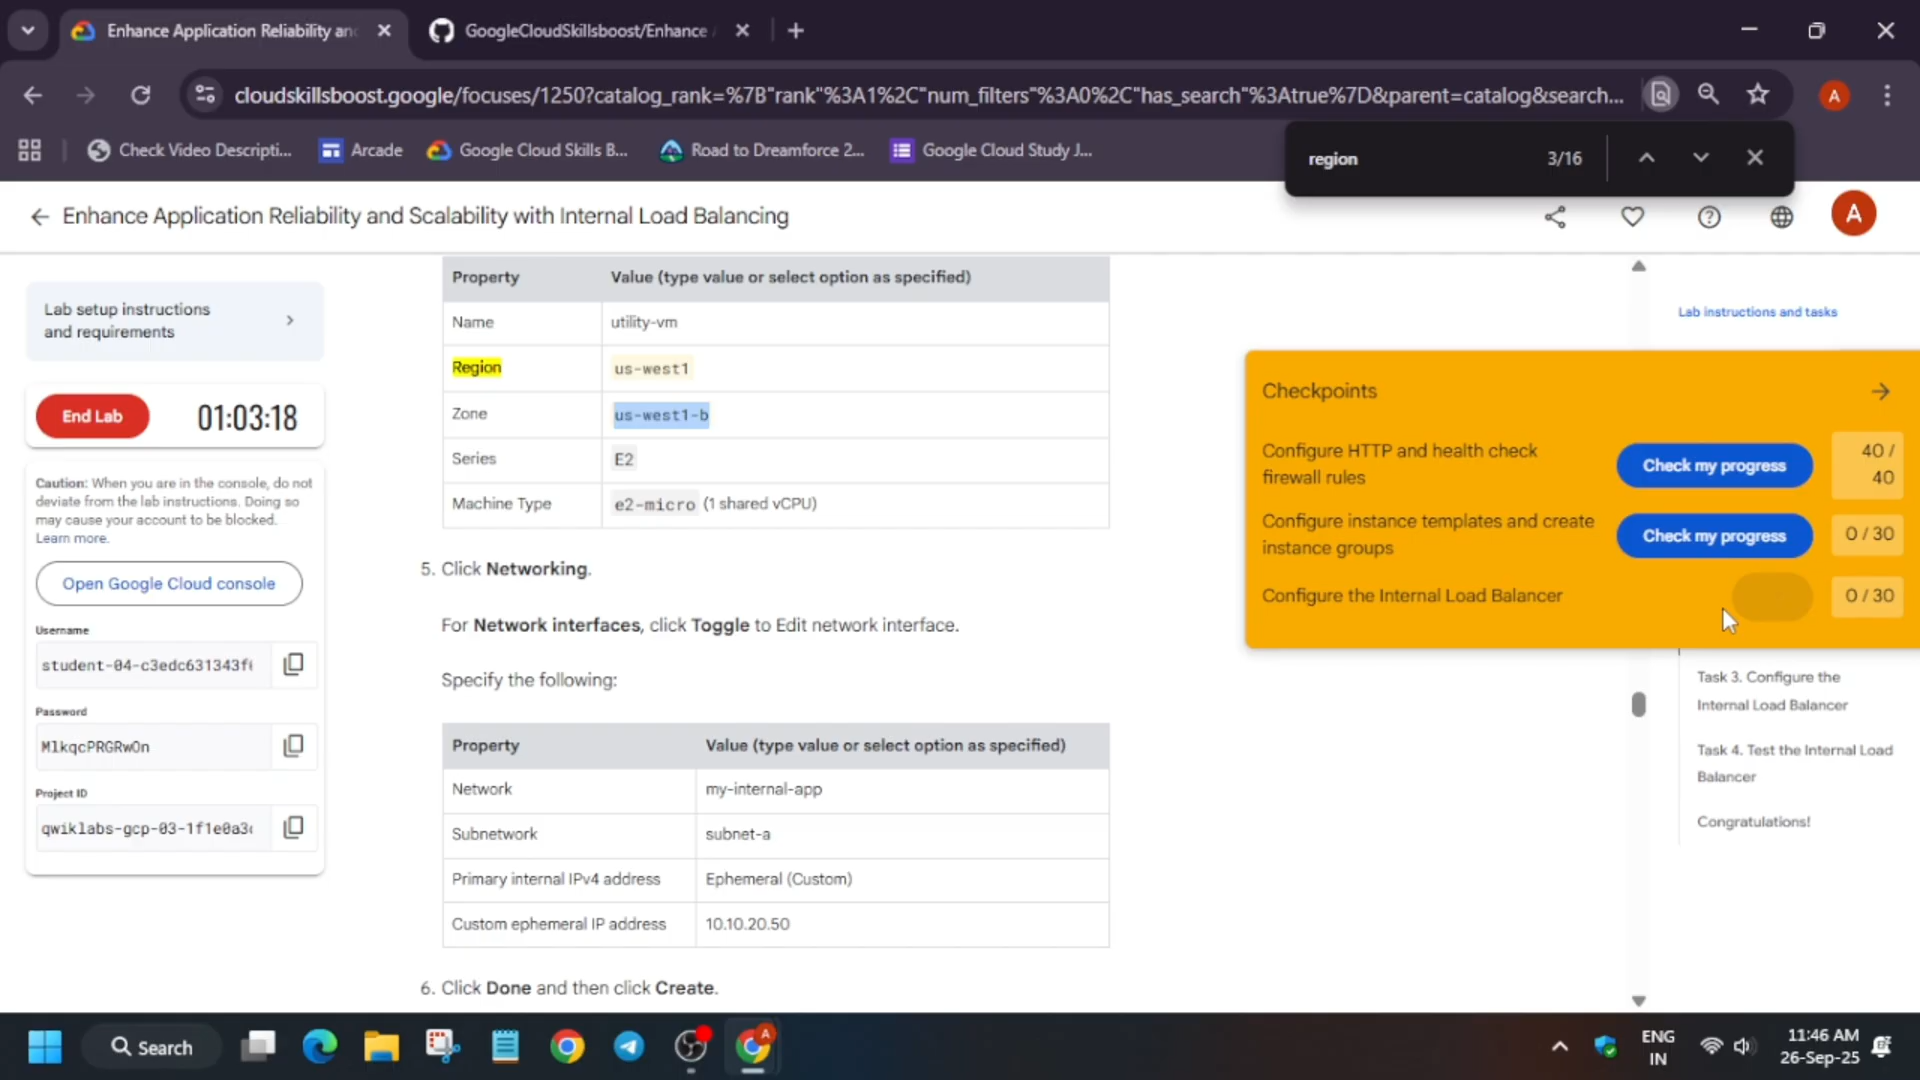 Enhance Application Reliability an
GoogleCloudSkillsboost/Enhance
cloudskillsboost.google/focuses/1250?catalog_rank=%7B"rank"%3A1%2C"num_filters"%3A0%2C"has_search"%3Atrue%7D&parent=catalog&search...
A
Check Video Descripti...
Arcade
Google Cloud Skills B...
Road to Dreamforce 2...
Google Cloud Study J...
region
3/16
Enhance Application Reliability and Scalability with Internal Load Balancing
A
Lab setup instructions
and requirements
End Lab
01:03:18
Caution: When you are in the console, do not
deviate from the lab instructions. Doing so
may cause your account to be blocked.
Learn more.
Open Google Cloud console
Username
student-04-c3edc631343f
Password
MlkqcPRGRwOn
Project ID
qwiklabs-gcp-03-1f1e0a3
Property Value (type value or select option as specified)
Name utility-vm
Region us-west1
Zone us-west1-b
Series E2
Machine Type e2-micro (1 shared vCPU)
5. Click Networking.
For Network interfaces, click Toggle to Edit network interface.
Specify the following:
Property Value (type value or select option as specified)
Network my-internal-app
Subnetwork subnet-a
Primary internal IPv4 address Ephemeral (Custom)
Custom ephemeral IP address 10.10.20.50
6. Click Done and then click Create.
Lab instructions and tasks
Checkpoints
Configure HTTP and health check
firewall rules
Check my progress
40 /
40
Configure instance templates and create
instance groups
Check my progress
0 / 30
Configure the Internal Load Balancer
0 / 30
Task 3. Configure the
Internal Load Balancer
Task 4. Test the Internal Load
Balancer
Congratulations!
Search
A
ENG
IN
11:46 AM
26-Sep-25